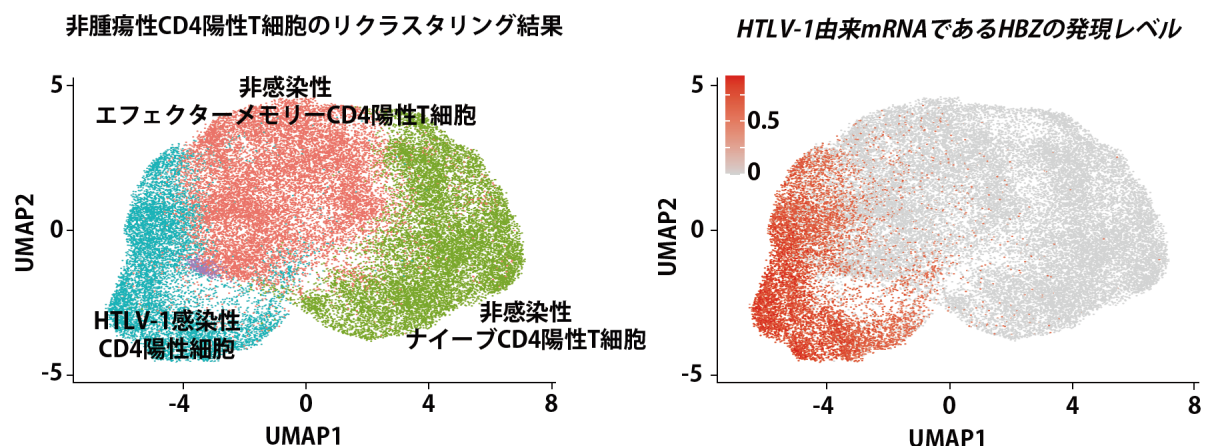 非腫瘍性CD4陽性T細胞のリクラスタリング結果
非感染性
エフェクターメモリーCD4陽性T細胞
5
0
-5
UMAP2
HTLV-1感染性
CD4陽性細胞
非感染性
ナイーブCD4陽性T細胞
-4
0
4
8
UMAP1
HTLV-1由来mRNAであるHBZの発現レベル
0.5
0
5
0
-5
UMAP2
-4
0
4
8
UMAP1